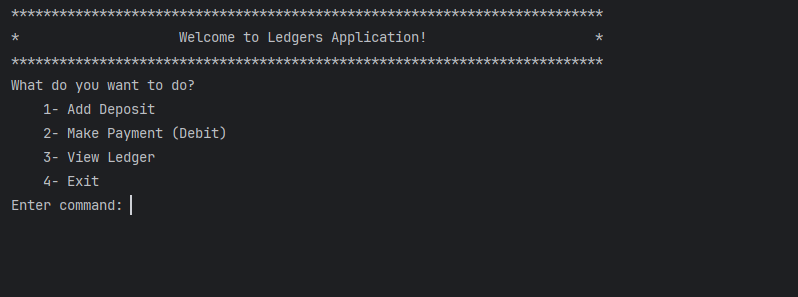 **************************************************************************
*                    Welcome to Ledgers Application!                     *
**************************************************************************
What do you want to do?
    1- Add Deposit
    2- Make Payment (Debit)
    3- View Ledger
    4- Exit
Enter command: